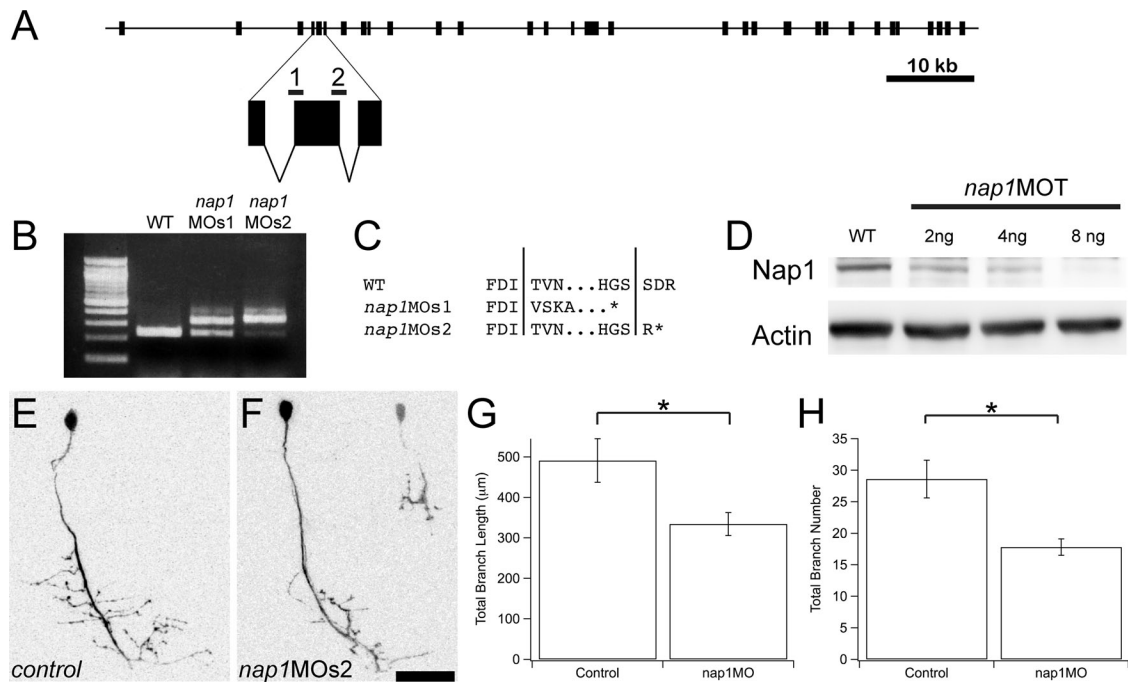 A
10 kb
1 2
B
WT nap1 MOs1 nap1 MOs2
C
WT FDI TVN...HGS SDR
nap1MOs1 FDI VSKA...*
nap1MOs2 FDI TVN...HGS R*
D
nap1MOT
WT 2ng 4ng 8 ng
Nap1
Actin
E
control
F
nap1MOs2
G
*
Total Branch Length (μm)
500
400
300
200
100
0
Control nap1MO
H
*
Total Branch Number
35
30
25
20
15
10
5
0
Control nap1MO